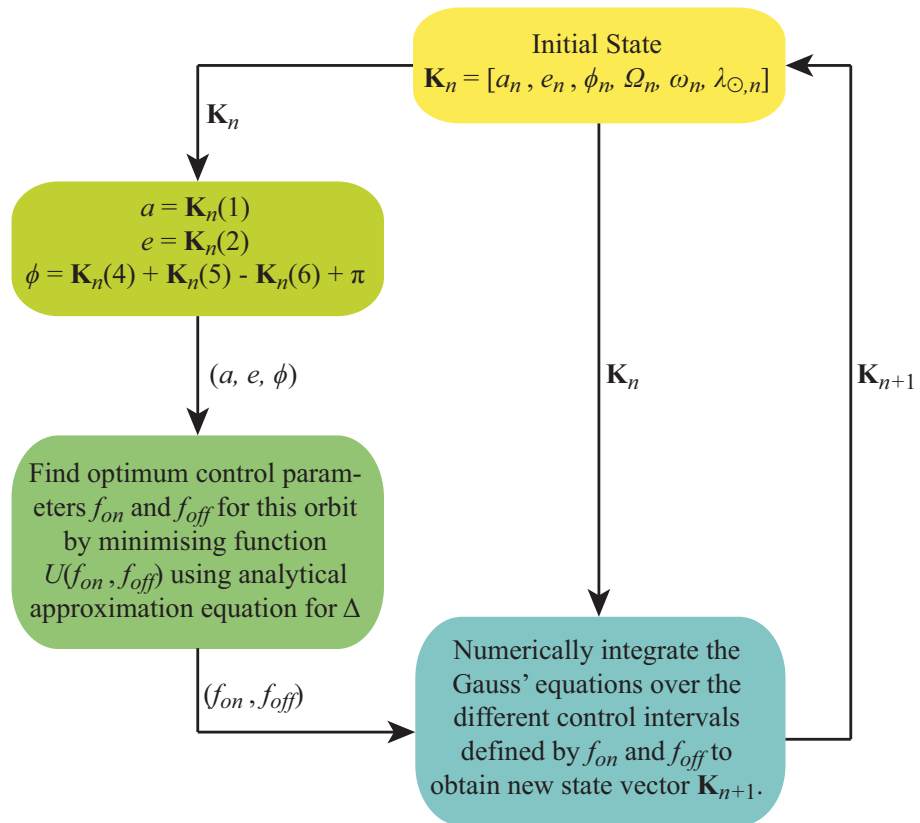 Initial State
K_n = [a_n , e_n , ϕ_n, Ω_n, ω_n, λ_⊙,n]
K_n
a = K_n(1)
e = K_n(2)
ϕ = K_n(4) + K_n(5) - K_n(6) + π
(a, e, ϕ)
K_n
K_n+1
Find optimum control param-
eters f_on and f_off for this orbit
by minimising function
U(f_on , f_off) using analytical
approximation equation for Δ
(f_on , f_off)
Numerically integrate the
Gauss’ equations over the
different control intervals
defined by f_on and f_off to
obtain new state vector K_n+1.